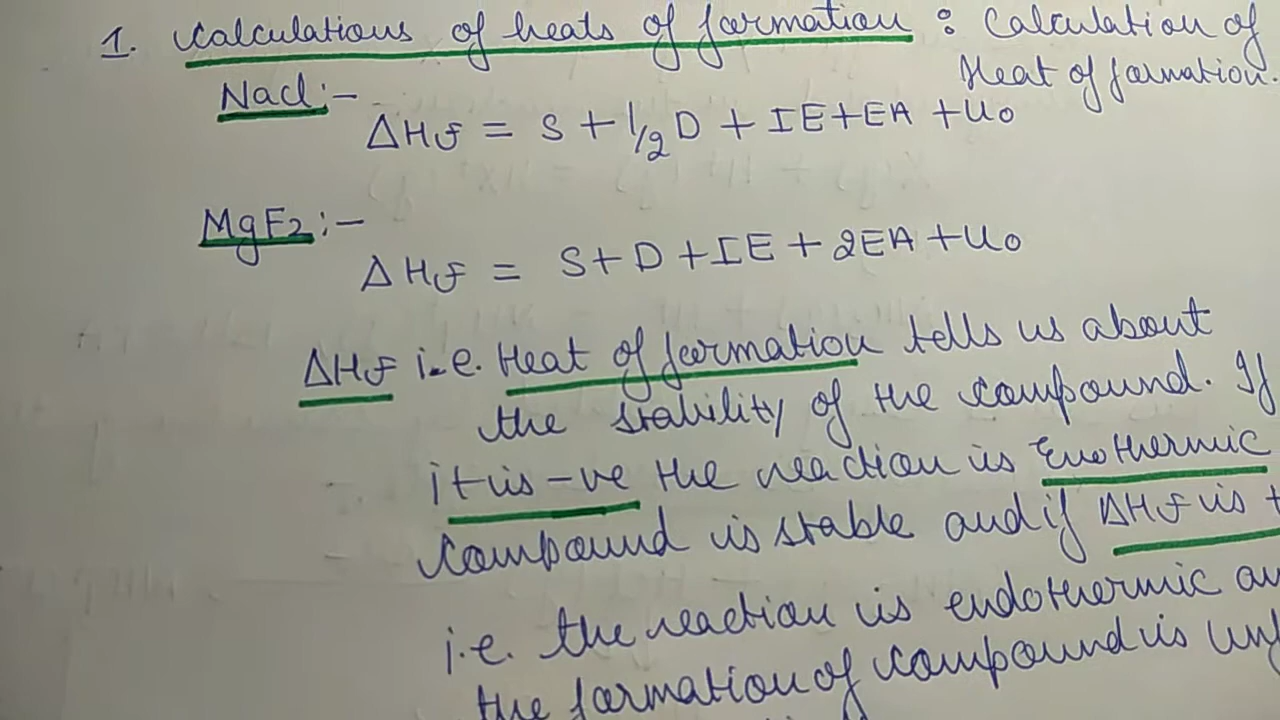 1. Calculations of heats of formation : Calculation of
Heat of formation.
Nacl:-
ΔHf = S + 1/2 D + IE + EA + U₀
MgF2:-
ΔHf = S + D + IE + 2EA + U₀
ΔHf i.e. Heat of formation tells us about
the stability of the compound. If
it is -ve the reaction is Exothermic
Compound is stable and if ΔHf is
i.e. the reaction is endothermic
the formation of compound is